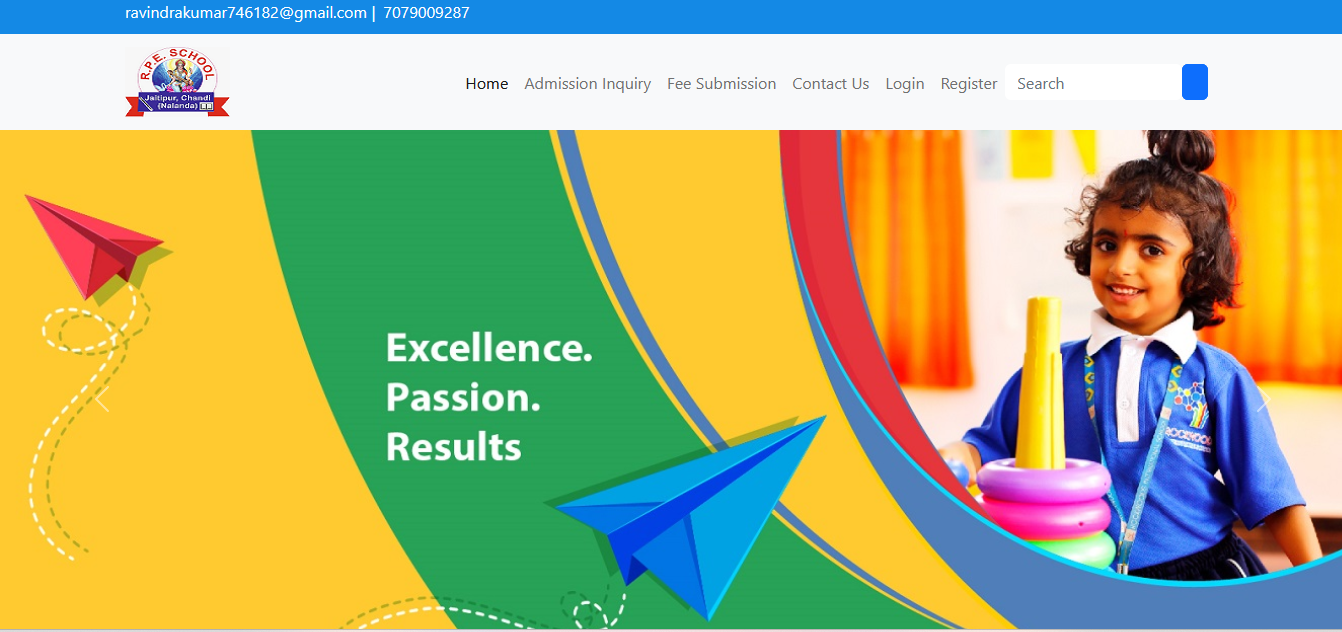 ravindrakumar746182@gmail.com | 7079009287
R.P.E. SCHOOL
Jaitipur, Chandi
(Nalanda)
Home Admission Inquiry Fee Submission Contact Us Login Register Search
Excellence.
Passion.
Results